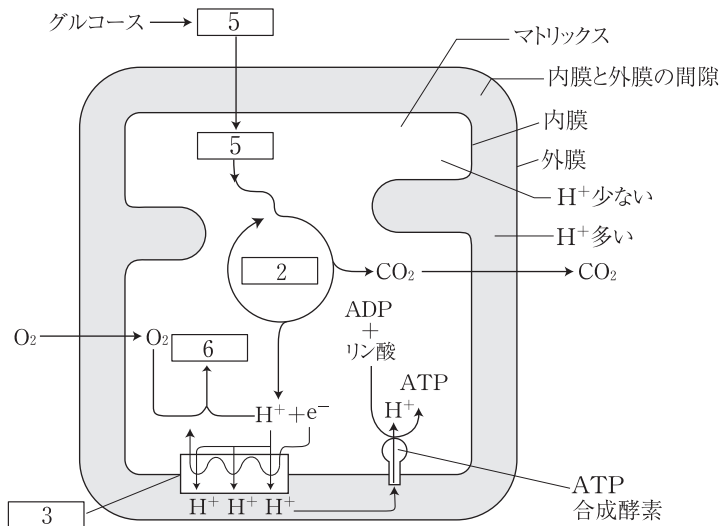 グルコース
5
マトリックス
内膜と外膜の間隙
内膜
5
外膜
H⁺少ない
H⁺多い
2
CO₂
CO₂
ADP
+
リン酸
O₂
O₂
6
ATP
H⁺+e⁻
H⁺
H⁺ H⁺ H⁺
ATP
合成酵素
3